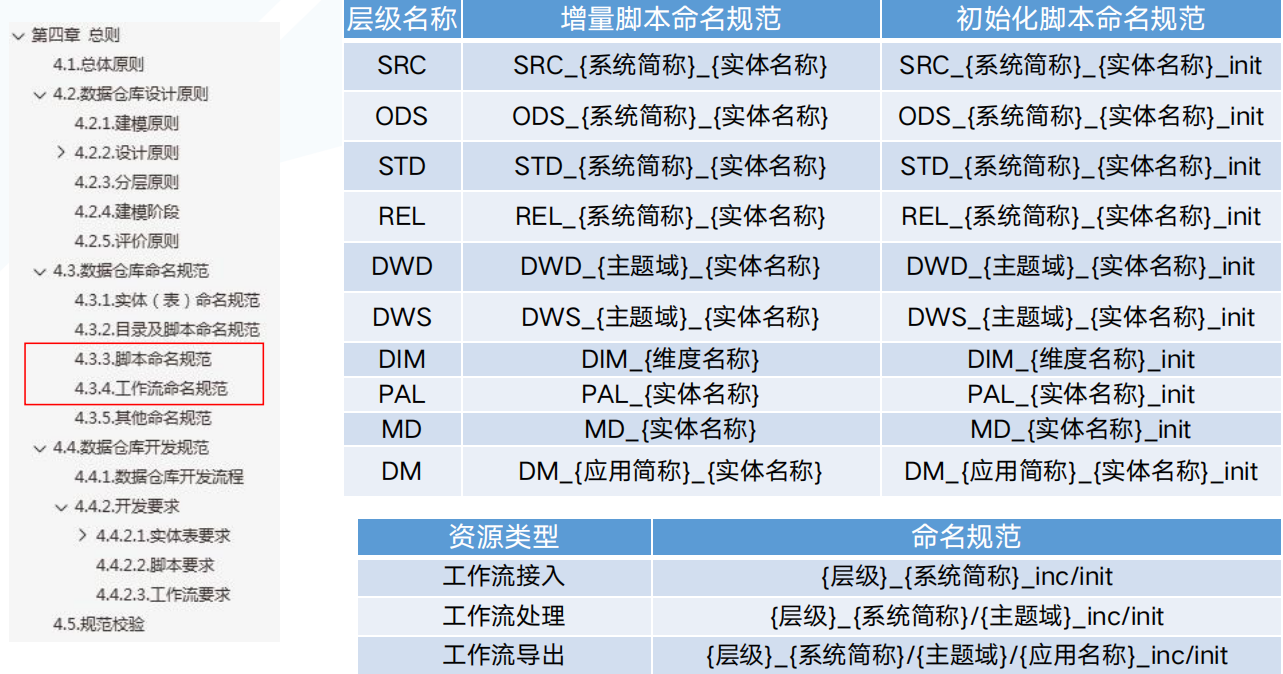 第四章 总则
4.1.总体原则
4.2.数据仓库设计原则
4.2.1.建模原则
4.2.2.设计原则
4.2.3.分层原则
4.2.4.建模阶段
4.2.5.评价原则
4.3.数据仓库命名规范
4.3.1.实体（表）命名规范
4.3.2.目录及脚本命名规范
4.3.3.脚本命名规范
4.3.4.工作流命名规范
4.3.5.其他命名规范
4.4.数据仓库开发规范
4.4.1.数据仓库开发流程
4.4.2.开发要求
4.4.2.1.实体表要求
4.4.2.2.脚本要求
4.4.2.3.工作流要求
4.5.规范校验
层级名称 增量脚本命名规范 初始化脚本命名规范
SRC SRC_{系统简称}_{实体名称} SRC_{系统简称}_{实体名称}_init
ODS ODS_{系统简称}_{实体名称} ODS_{系统简称}_{实体名称}_init
STD STD_{系统简称}_{实体名称} STD_{系统简称}_{实体名称}_init
REL REL_{系统简称}_{实体名称} REL_{系统简称}_{实体名称}_init
DWD DWD_{主题域}_{实体名称} DWD_{主题域}_{实体名称}_init
DWS DWS_{主题域}_{实体名称} DWS_{主题域}_{实体名称}_init
DIM DIM_{维度名称} DIM_{维度名称}_init
PAL PAL_{实体名称} PAL_{实体名称}_init
MD MD_{实体名称} MD_{实体名称}_init
DM DM_{应用简称}_{实体名称} DM_{应用简称}_{实体名称}_init
资源类型 命名规范
工作流接入 {层级}_{系统简称}_inc/init
工作流处理 {层级}_{系统简称}/{主题域}_inc/init
工作流导出 {层级}_{系统简称}/{主题域}/{应用名称}_inc/init